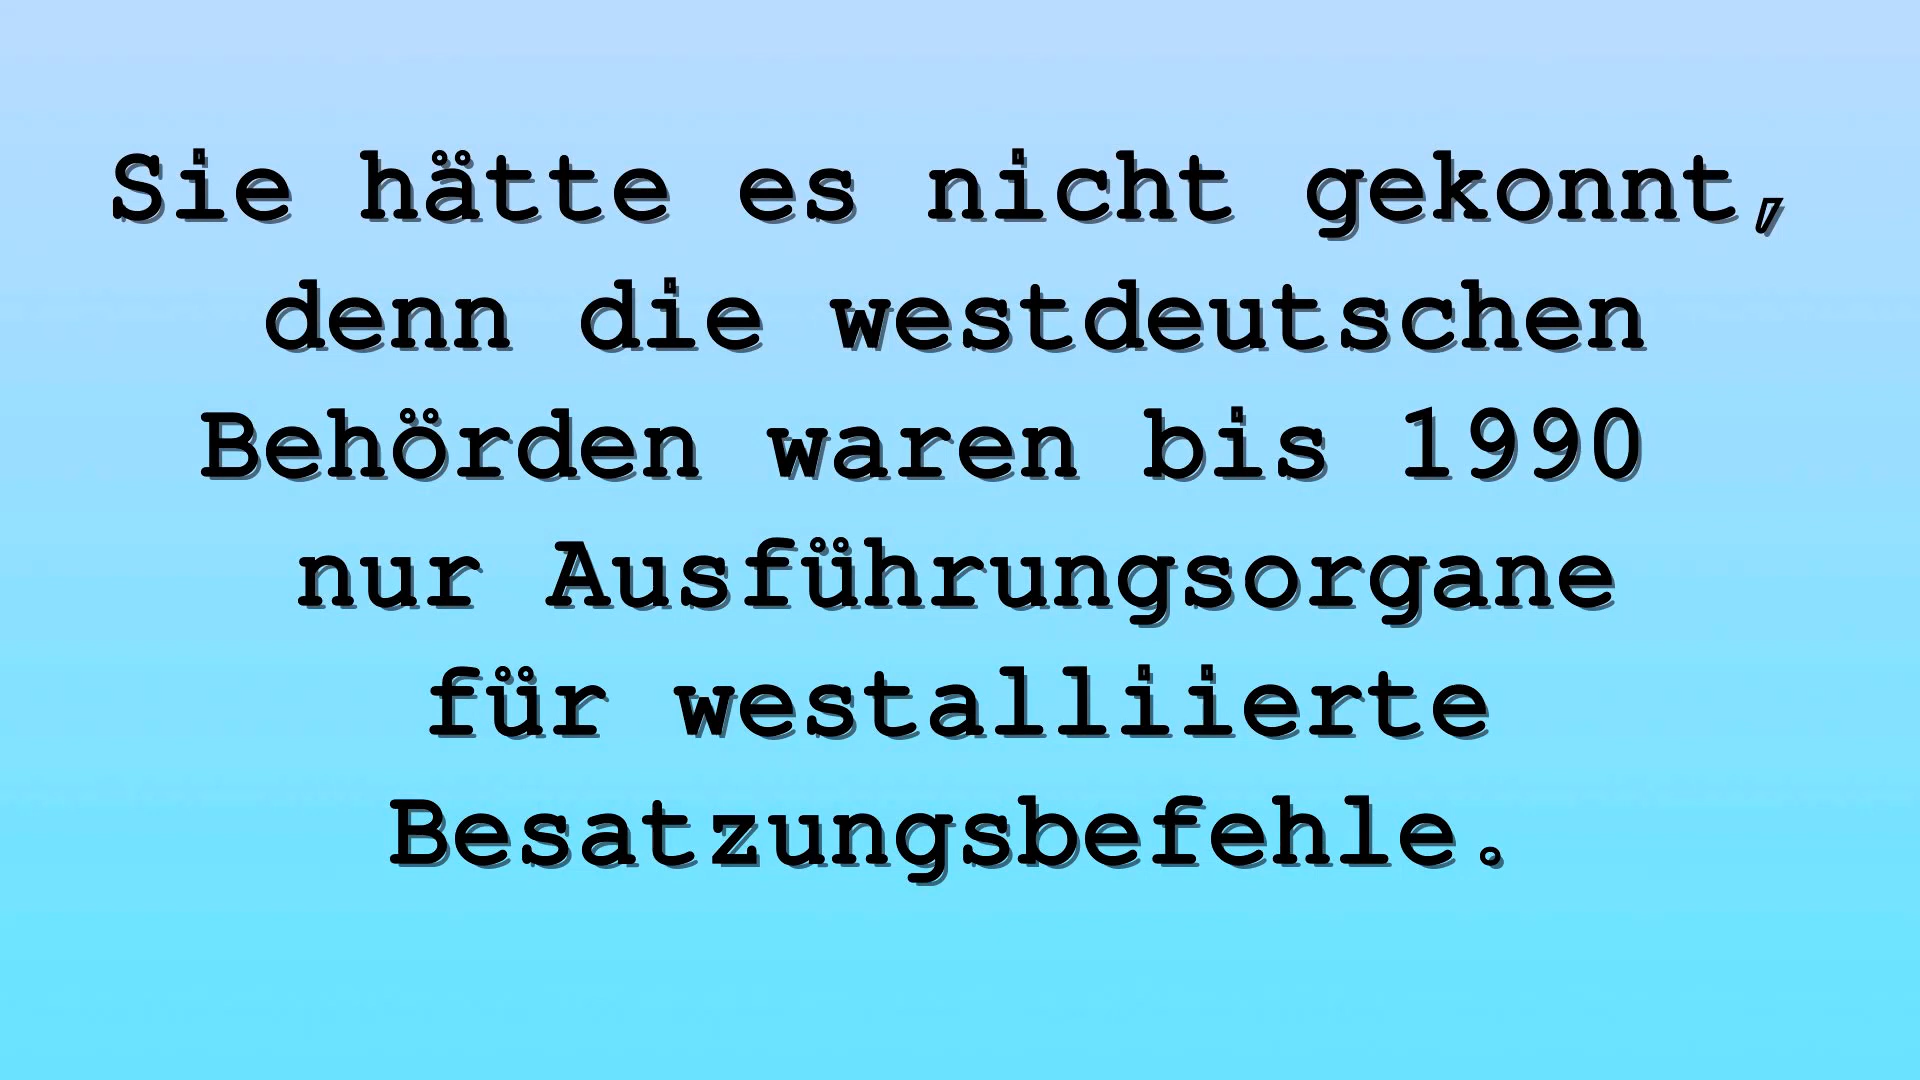 Sie hätte es nicht gekonnt,
denn die westdeutschen
Behörden waren bis 1990
nur Ausführungsorgane
für westalliierte
Besatzungsbefehle.